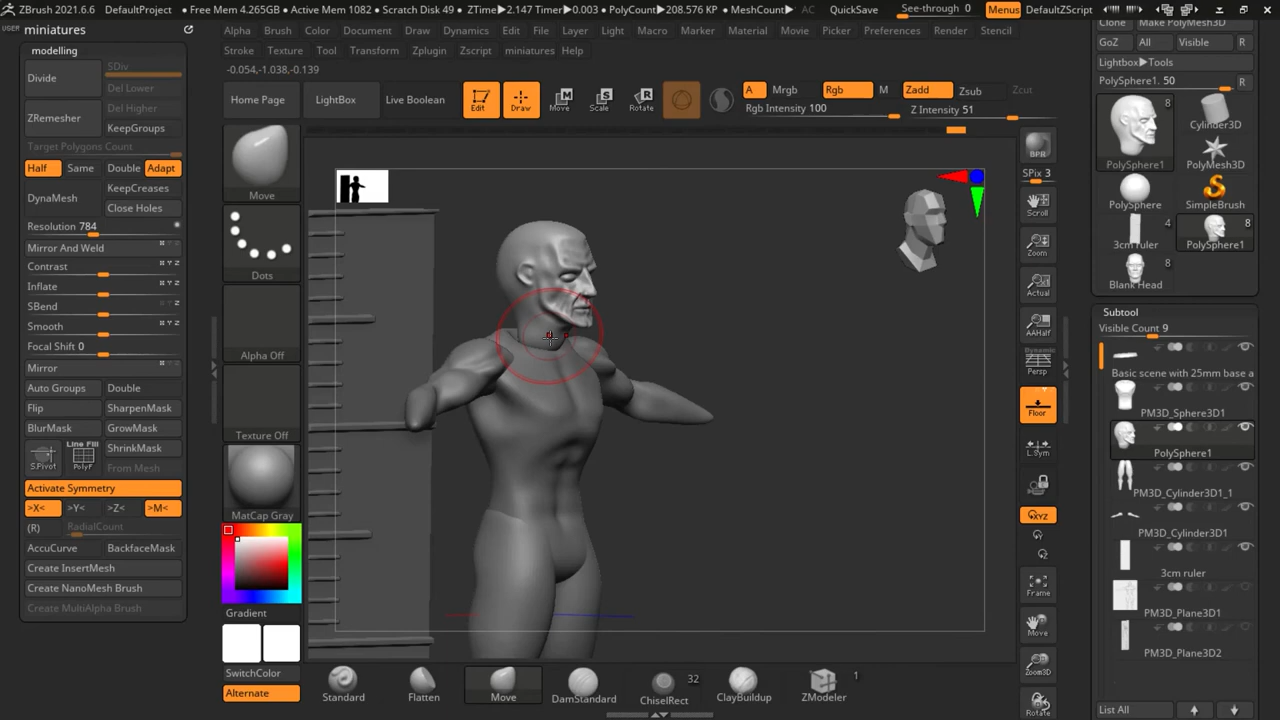 ZBrush 2021.6.6 DefaultProject • Free Mem 4.265GB • Active Mem 1082 • Scratch Disk 49 • ZTime▸2.147 Timer▸0.003 • PolyCount▸208.576 KP • MeshCount▸ AC QuickSave See-through 0 Menus DefaultZScript
USER miniatures
Alpha Brush Color Document Draw Dynamics Edit File Layer Light Macro Marker Material Movie Picker Preferences Render Stencil
Stroke Texture Tool Transform Zplugin Zscript miniatures Help
-0.054,-1.038,-0.139
modelling
Divide
SDiv
Del Lower
Del Higher
ZRemesher
KeepGroups
Target Polygons Count
Half Same Double Adapt
DynaMesh
KeepCreases
Close Holes
Resolution 784
Mirror And Weld
Contrast
Inflate
SBend
Smooth
Focal Shift 0
Mirror
Auto Groups Double
Flip SharpenMask
BlurMask GrowMask
S.Pivot
Line Fill
PolyF
ShrinkMask
From Mesh
Activate Symmetry
>X< >Y< >Z< >M<
(R) RadialCount
AccuCurve BackfaceMask
Create InsertMesh
Create NanoMesh Brush
Create MultiAlpha Brush
Home Page LightBox Live Boolean
Edit Draw Move Scale Rotate
A Mrgb Rgb M Zadd Zsub Zcut
Rgb Intensity 100 Z Intensity 51
Move
Dots
Alpha Off
Texture Off
MatCap Gray
Gradient
SwitchColor
Alternate
Standard
Flatten
Move
DamStandard
ChiselRect
32
ClayBuildup
ZModeler
1
BPR
SPix 3
Scroll
Zoom
Actual
AAHalf
Dynamic
Persp
Floor
L.Sym
XYZ
Frame
Move
Zoom3D
Rotate
Clone Make PolyMesh3D
GoZ All Visible R
Lightbox▸Tools
PolySphere1. 50 R
8
PolySphere1
Cylinder3D
PolyMesh3D
PolySphere
SimpleBrush
4
3cm ruler
8
PolySphere1
8
Blank Head
Subtool
Visible Count 9
Basic scene with 25mm base a
PM3D_Sphere3D1
PolySphere1
PM3D_Cylinder3D1_1
PM3D_Cylinder3D1
3cm ruler
PM3D_Plane3D1
PM3D_Plane3D2
List All